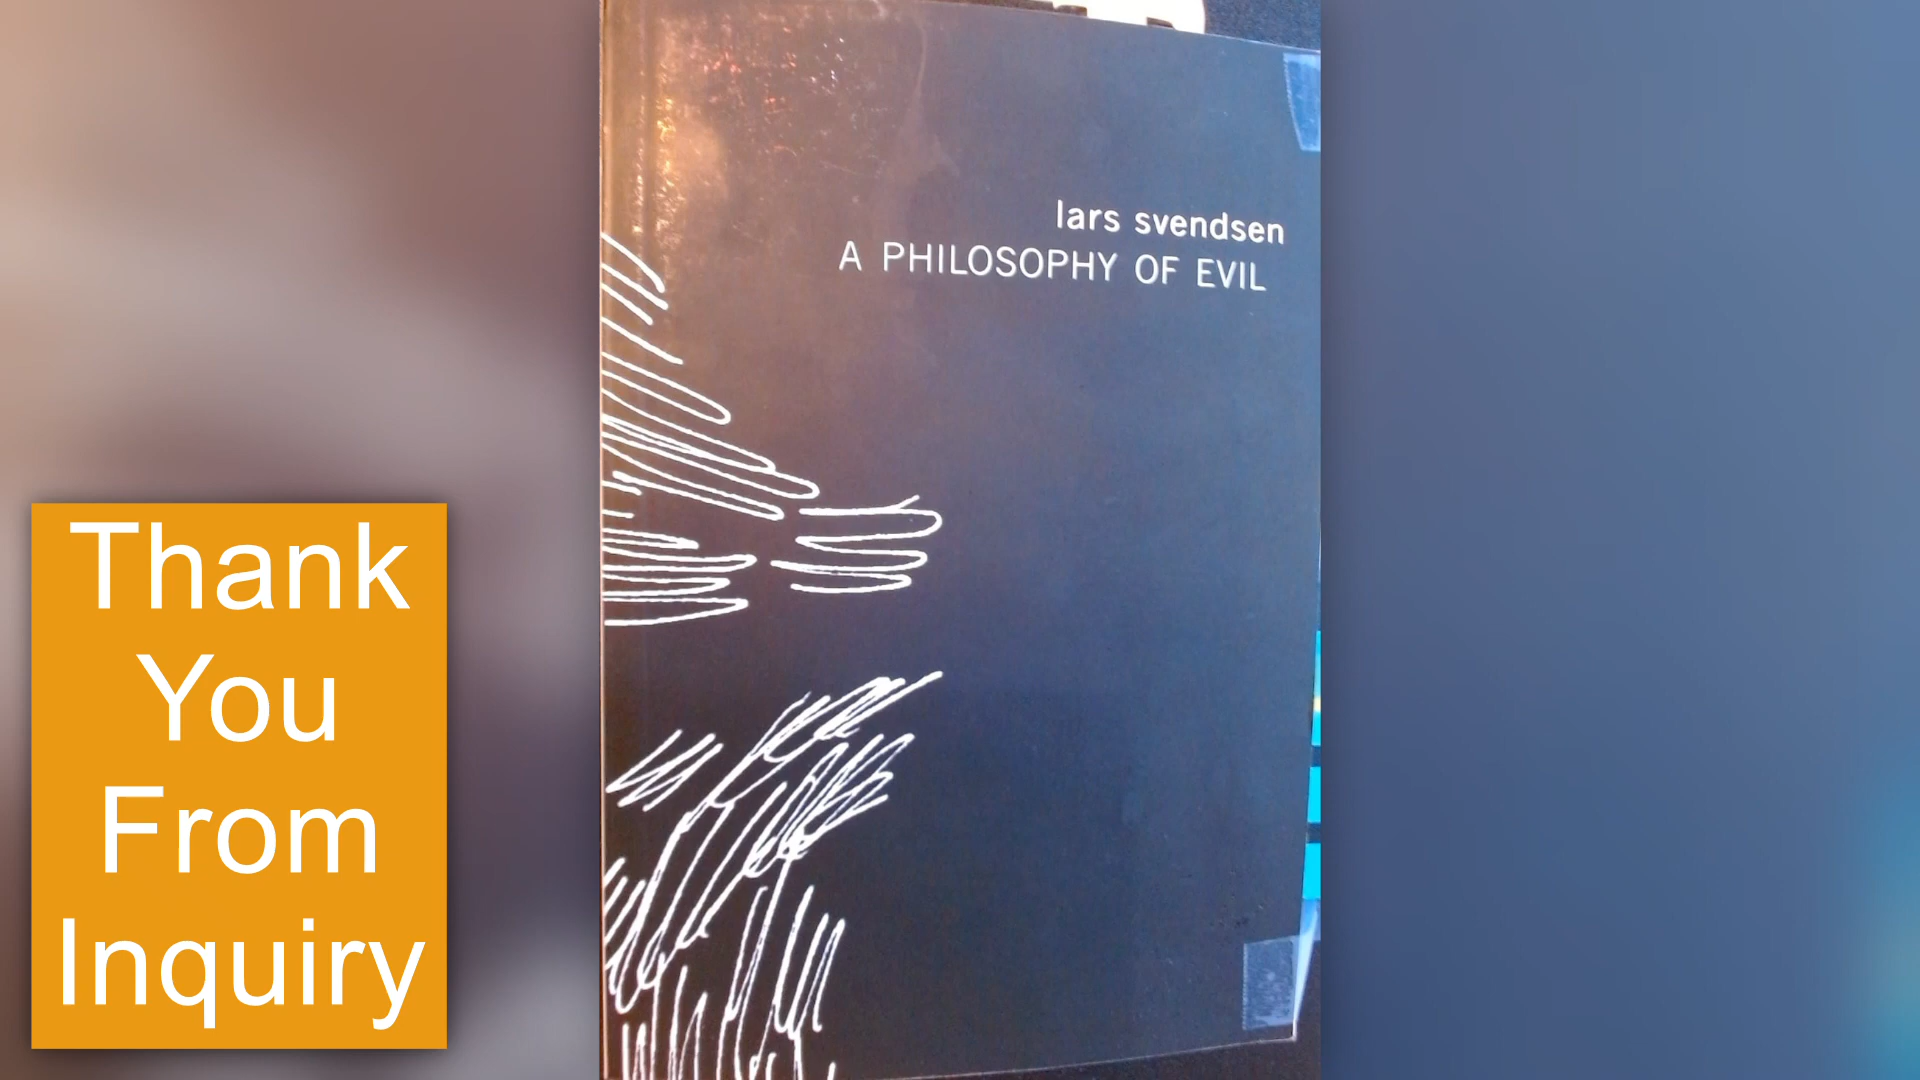 lars svendsen
A PHILOSOPHY OF EVIL
Thank
You
From
Inquiry